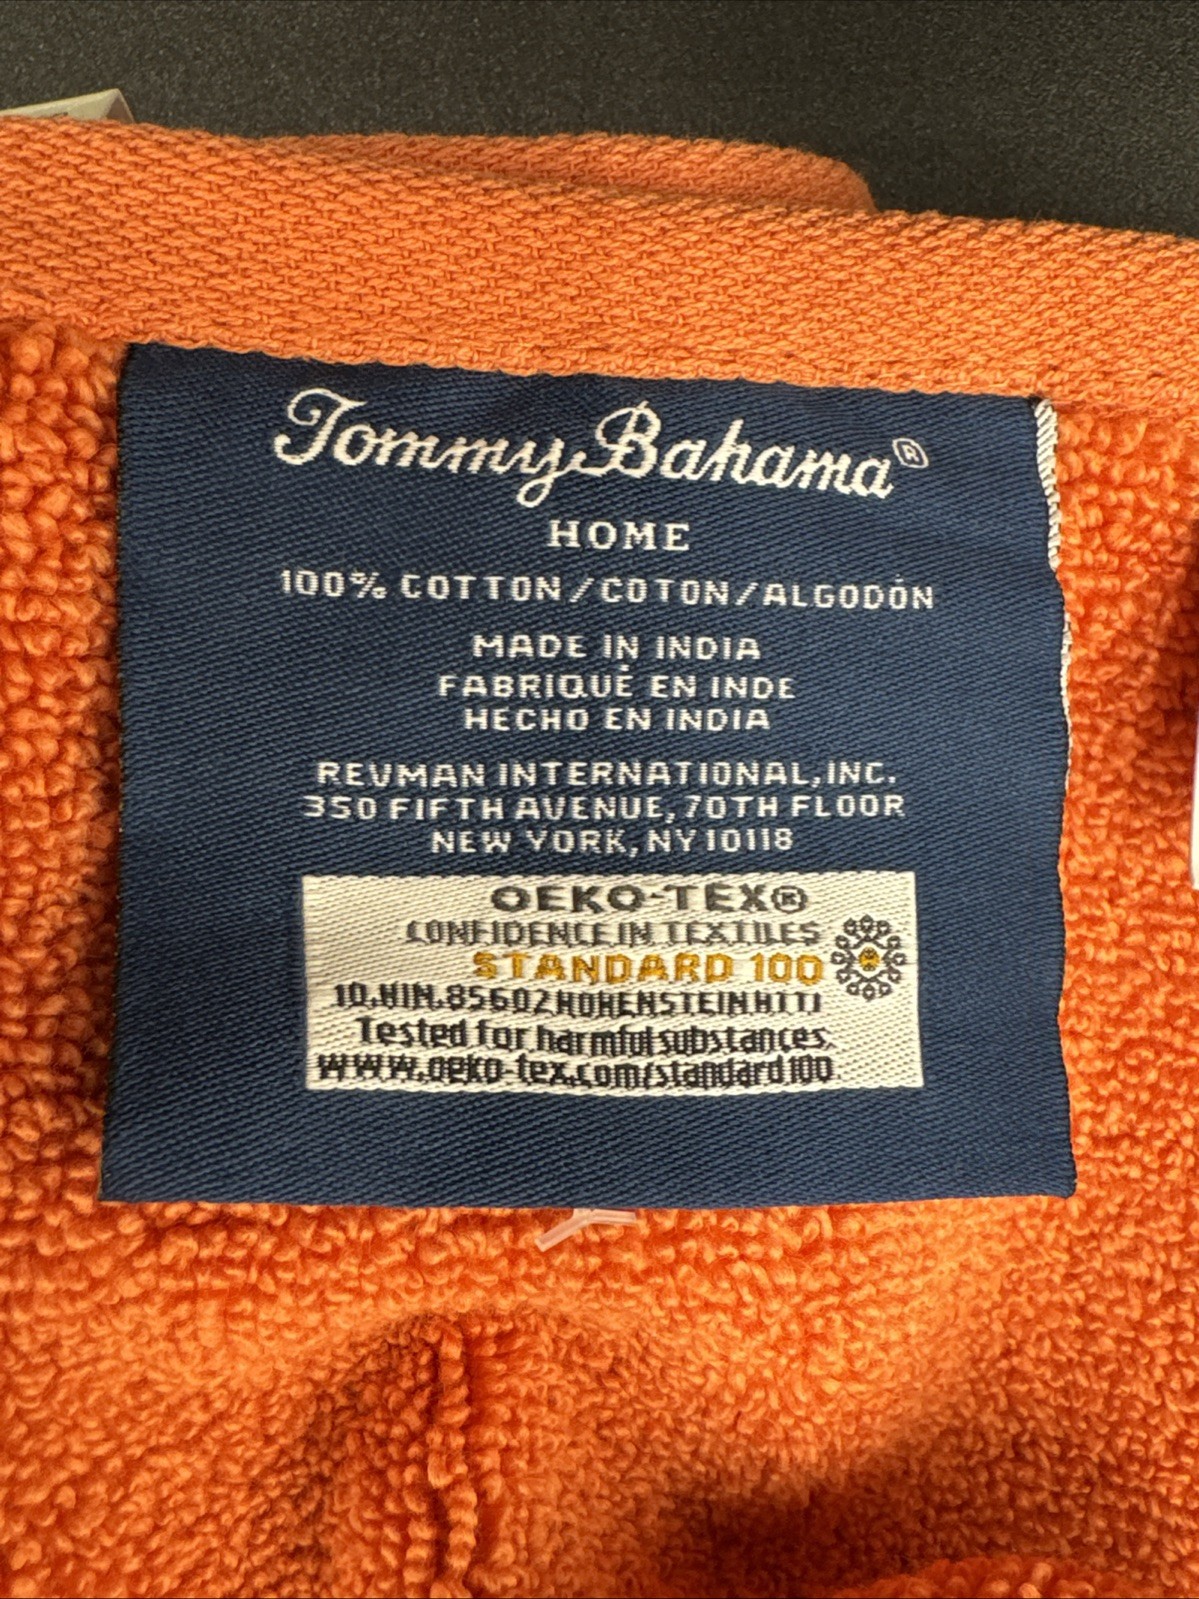 Tommy Bahama®
HOME
100% COTTON/COTON/ALGODÓN
MADE IN INDIA
FABRIQUÉ EN INDE
HECHO EN INDIA
REVMAN INTERNATIONAL, INC.
350 FIFTH AVENUE, 70TH FLOOR
NEW YORK, NY 10118
OEKO-TEX®
CONFIDENCE IN TEXTILES
STANDARD 100
10.HIN.85602 HOHENSTEIN HTTI
Tested for harmful substances.
www.oeko-tex.com/standard100